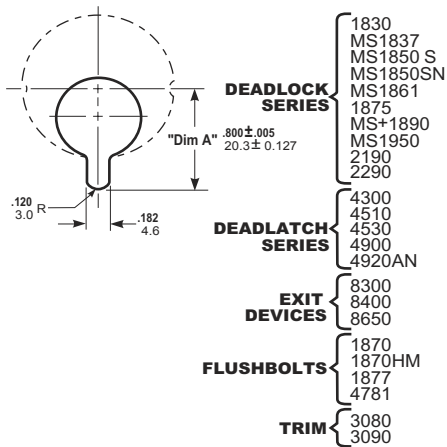 "Dim A" .800±.005
20.3± 0.127
.120
3.0 R
.182
4.6
DEADLOCK
SERIES
1830
MS1837
MS1850 S
MS1850SN
MS1861
1875
MS+1890
MS1950
2190
2290
DEADLATCH
SERIES
4300
4510
4530
4900
4920AN
EXIT
DEVICES
8300
8400
8650
FLUSHBOLTS
1870
1870HM
1877
4781
TRIM
3080
3090